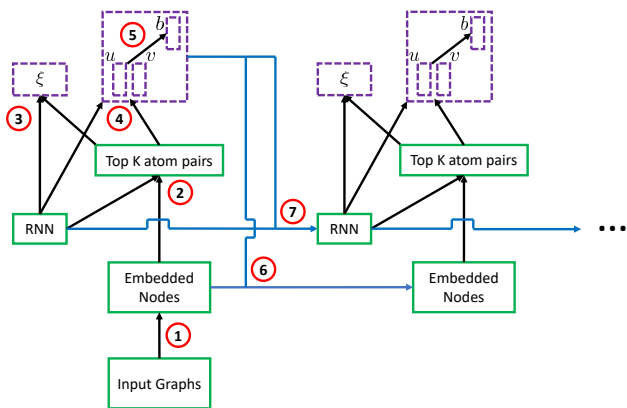 5
b
b
u
v
u
v
ξ
ξ
3
4
Top K atom pairs
Top K atom pairs
2
7
RNN
RNN
...
6
Embedded
Nodes
Embedded
Nodes
1
Input Graphs